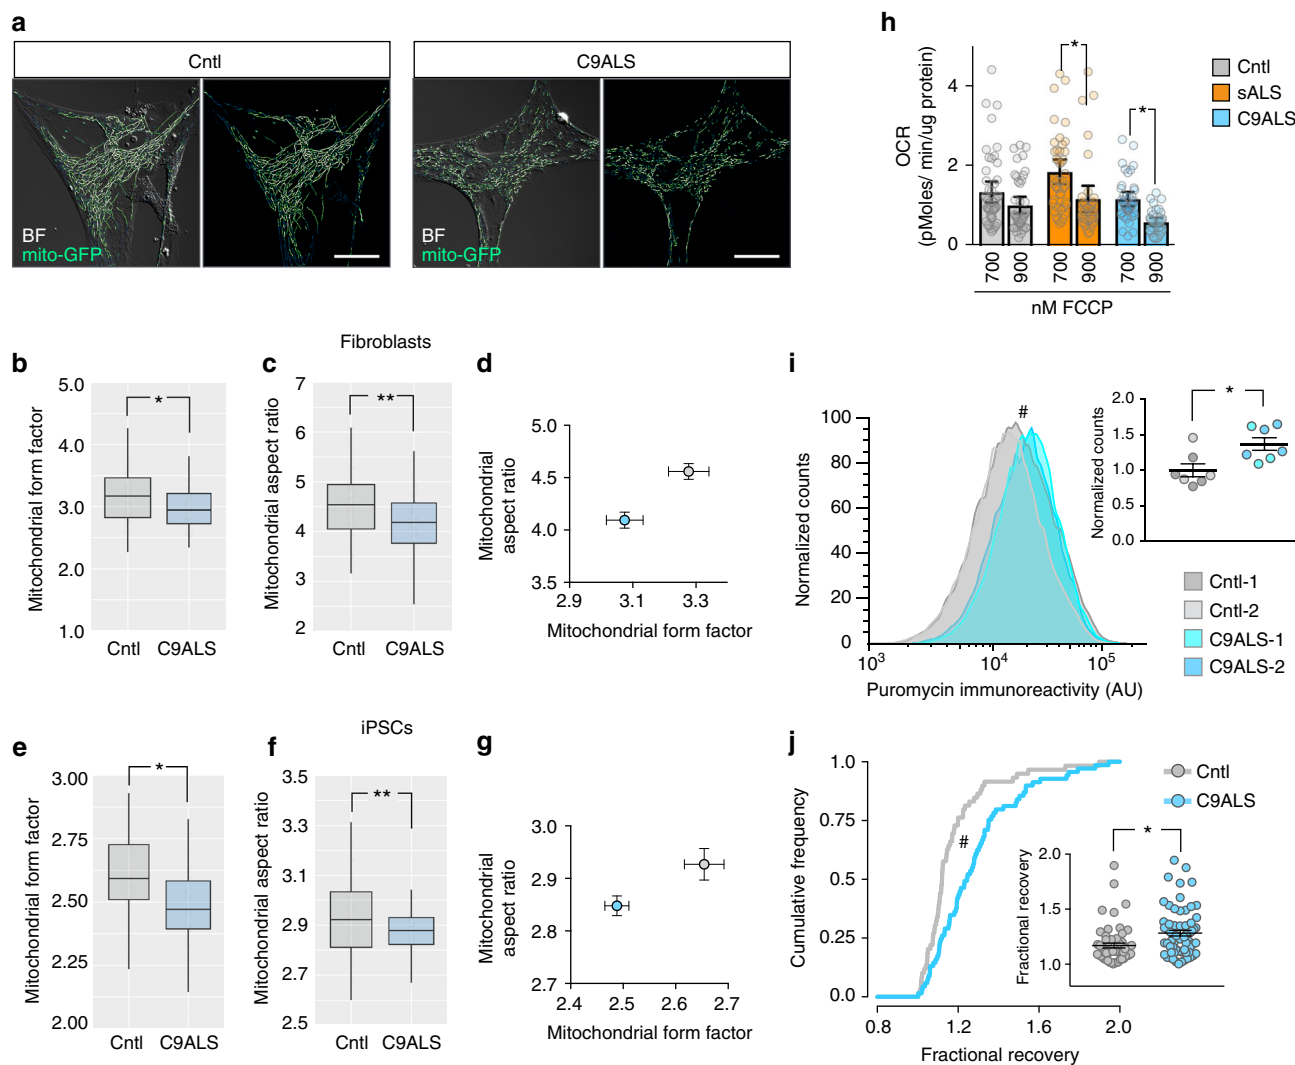 a
Cntl
C9ALS
BF
mito-GFP
BF
mito-GFP
h
OCR
(pMoles/ min/ug protein)
4
2
0
*
*
700
900
700
900
700
900
nM FCCP
Cntl
sALS
C9ALS
Fibroblasts
b
Mitochondrial form factor
5.0
4.0
3.0
2.0
1.0
*
Cntl
C9ALS
c
Mitochondrial aspect ratio
7
6
5
4
3
2
**
Cntl
C9ALS
d
Mitochondrial
aspect ratio
5.0
4.5
4.0
3.5
2.9
3.1
3.3
Mitochondrial form factor
i
Normalized counts
100
80
60
40
20
0
#
10³
10⁴
10⁵
Puromycin immunoreactivity (AU)
Normalized counts
2.0
1.5
1.0
0.5
0.0
*
Cntl-1
Cntl-2
C9ALS-1
C9ALS-2
iPSCs
e
Mitochondrial form factor
3.00
2.75
2.50
2.25
2.00
*
Cntl
C9ALS
f
Mitochondrial aspect ratio
3.5
3.3
3.1
2.9
2.7
2.5
**
Cntl
C9ALS
g
Mitochondrial
aspect ratio
3.0
2.9
2.8
2.7
2.4
2.5
2.6
2.7
Mitochondrial form factor
j
Cumulative frequency
1.0
0.75
0.5
0.25
0.0
#
0.8
1.2
1.6
2.0
Fractional recovery
Cntl
C9ALS
Fractional recovery
2.0
1.5
1.0
*